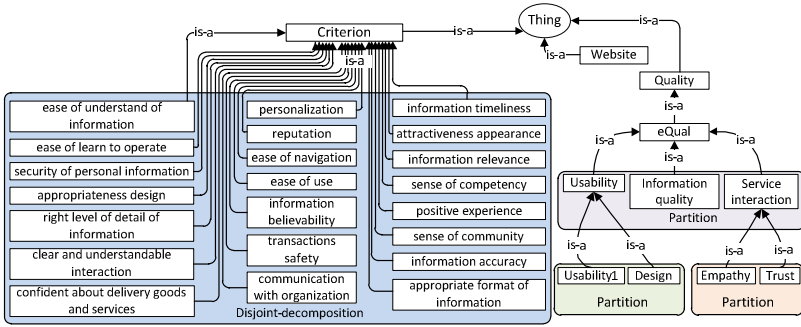 is-a
Criterion
is-a
Thing
is-a
is-a
Website
is-a
Quality
is-a
eQual
is-a
is-a
is-a
Usability
Information
quality
Service
interaction
Partition
is-a
is-a
is-a
is-a
Usability1
Design
Partition
Empathy
Trust
Partition
ease of understand of
information
ease of learn to operate
security of personal information
appropriateness design
right level of detail of
information
clear and understandable
interaction
confident about delivery goods
and services
personalization
reputation
ease of navigation
ease of use
information
believability
transactions
safety
communication
with organization
information timeliness
attractiveness appearance
information relevance
sense of competency
positive experience
sense of community
information accuracy
appropriate format of
information
Disjoint-decomposition